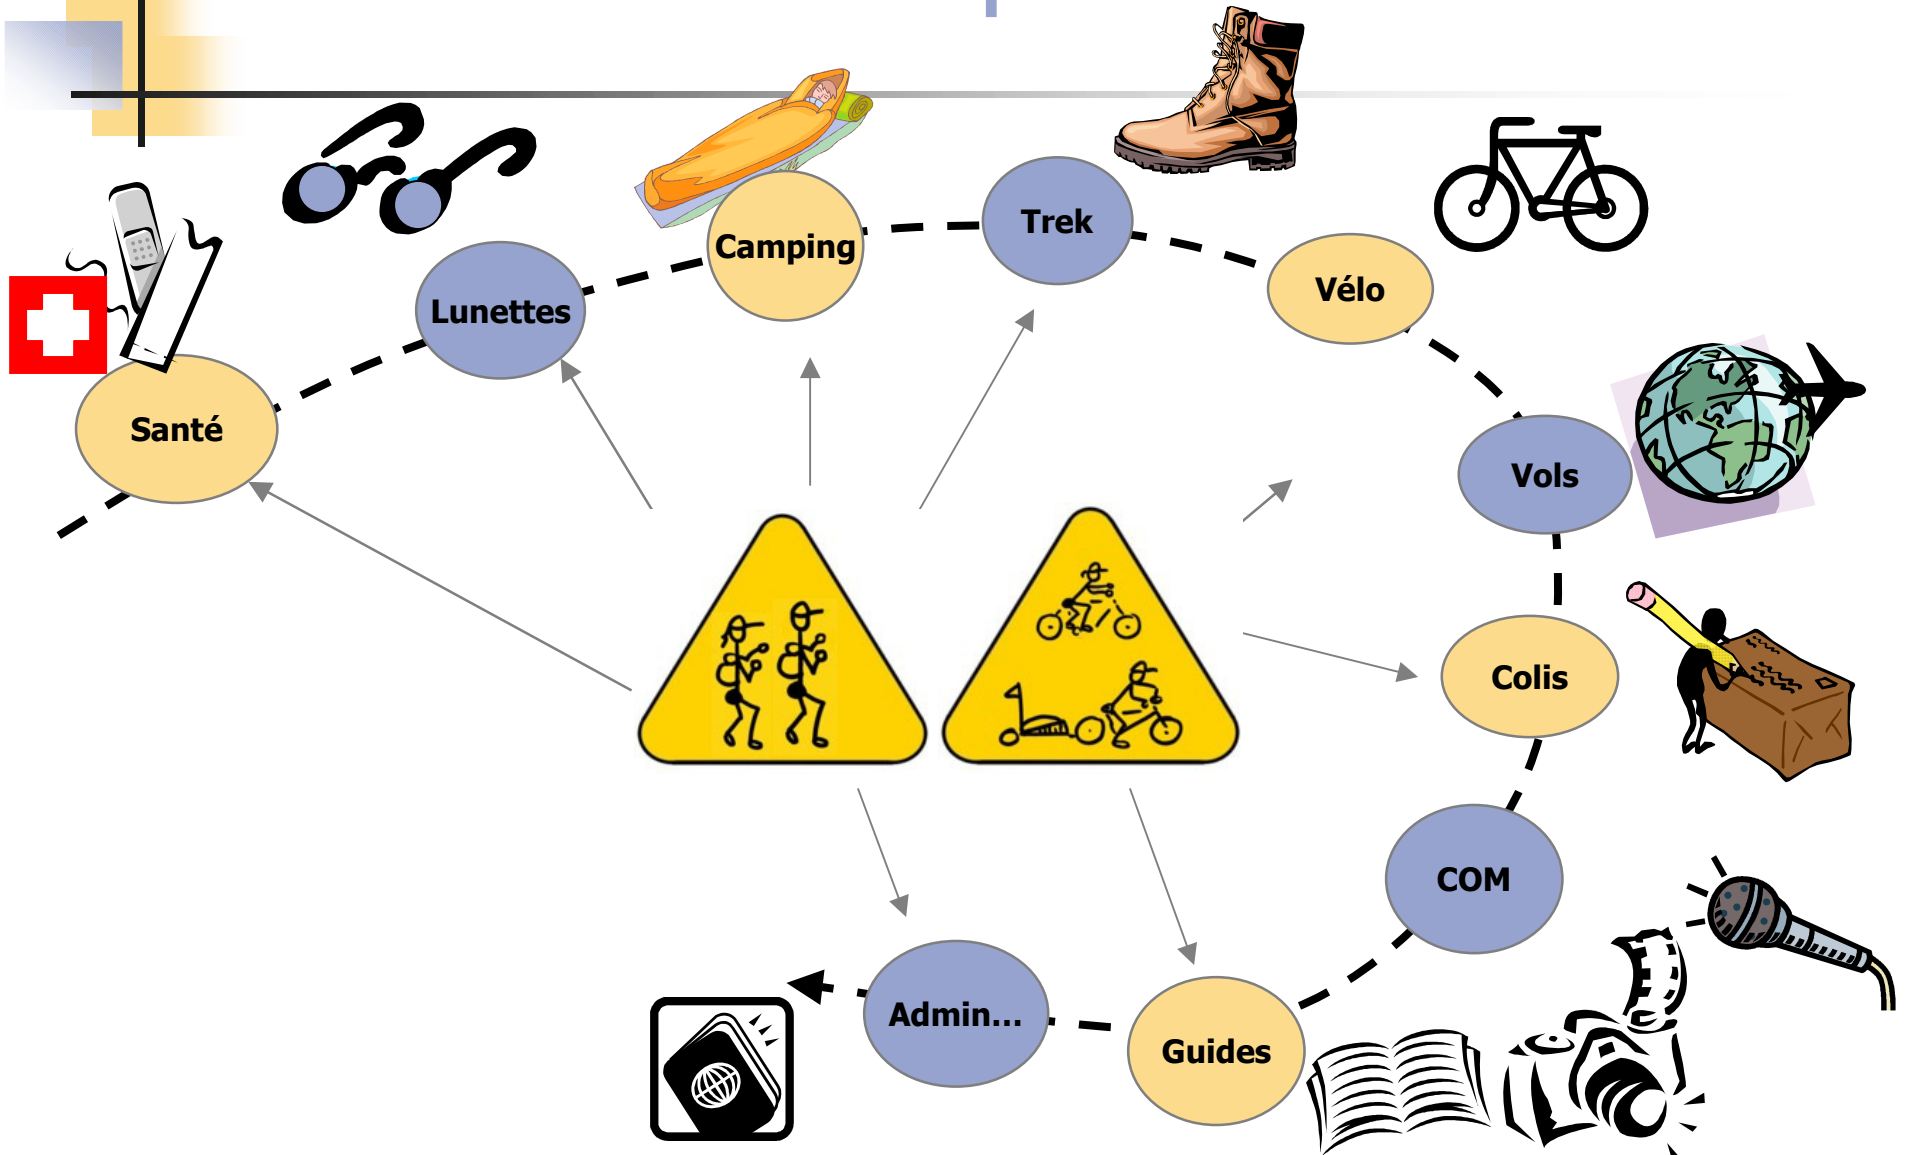 Santé
Lunettes
Camping
Trek
Vélo
Vols
Colis
COM
Guides
Admin...